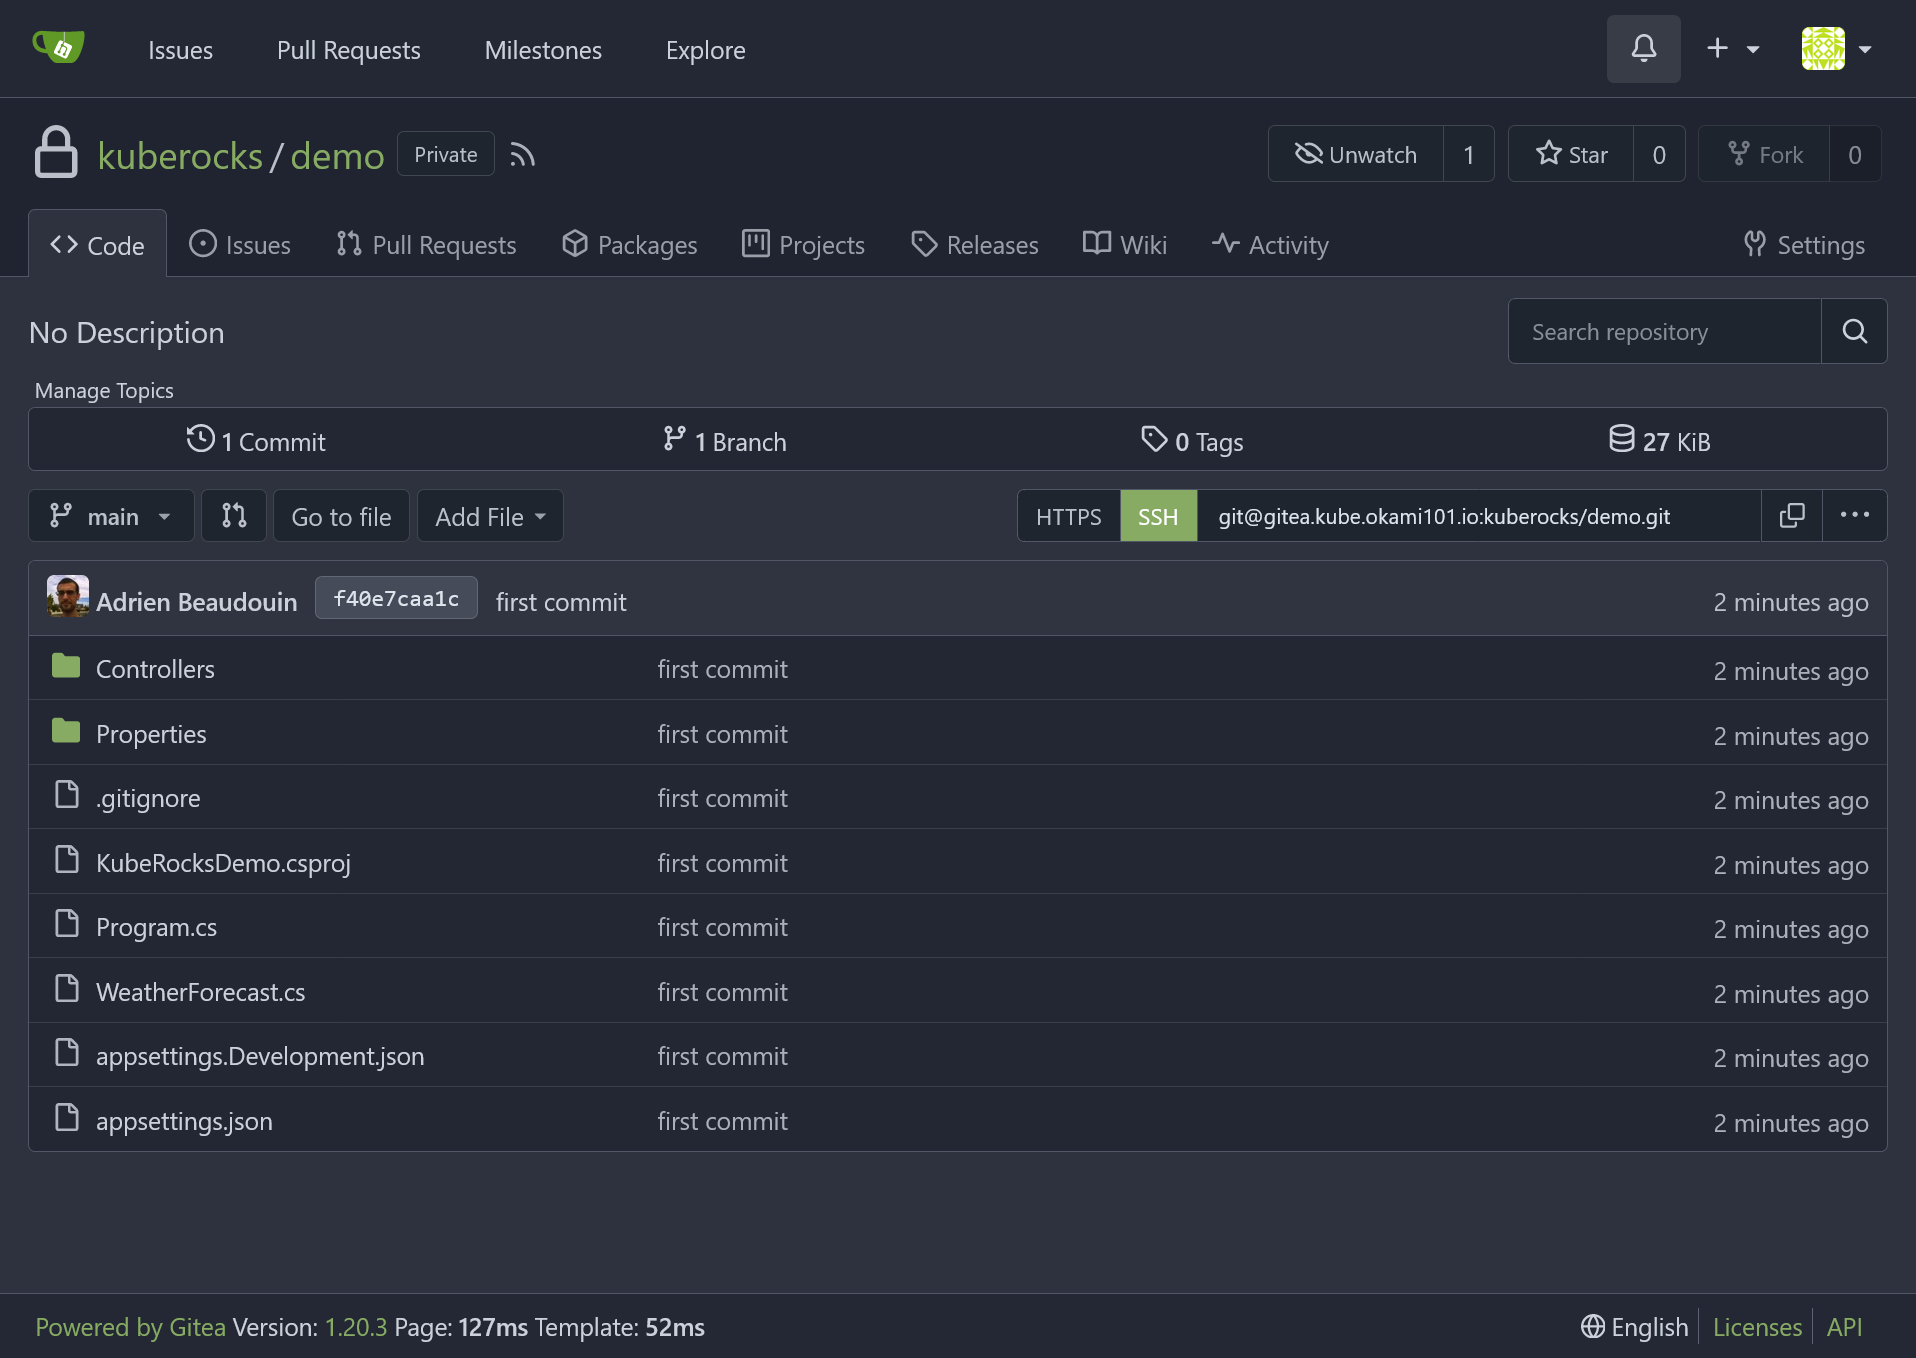 Issues Pull Requests Milestones Explore
kuberocks / demo Private Unwatch 1 Star 0 Fork 0
Code Issues Pull Requests Packages Projects Releases Wiki Activity Settings
No Description Search repository
Manage Topics
1 Commit 1 Branch 0 Tags 27 KiB
main Go to file Add File HTTPS SSH git@gitea.kube.okami101.io:kuberocks/demo.git
Adrien Beaudouin f40e7caa1c first commit 2 minutes ago
Controllers first commit 2 minutes ago
Properties first commit 2 minutes ago
.gitignore first commit 2 minutes ago
KubeRocksDemo.csproj first commit 2 minutes ago
Program.cs first commit 2 minutes ago
WeatherForecast.cs first commit 2 minutes ago
appsettings.Development.json first commit 2 minutes ago
appsettings.json first commit 2 minutes ago
Powered by Gitea Version: 1.20.3 Page: 127ms Template: 52ms English Licenses API